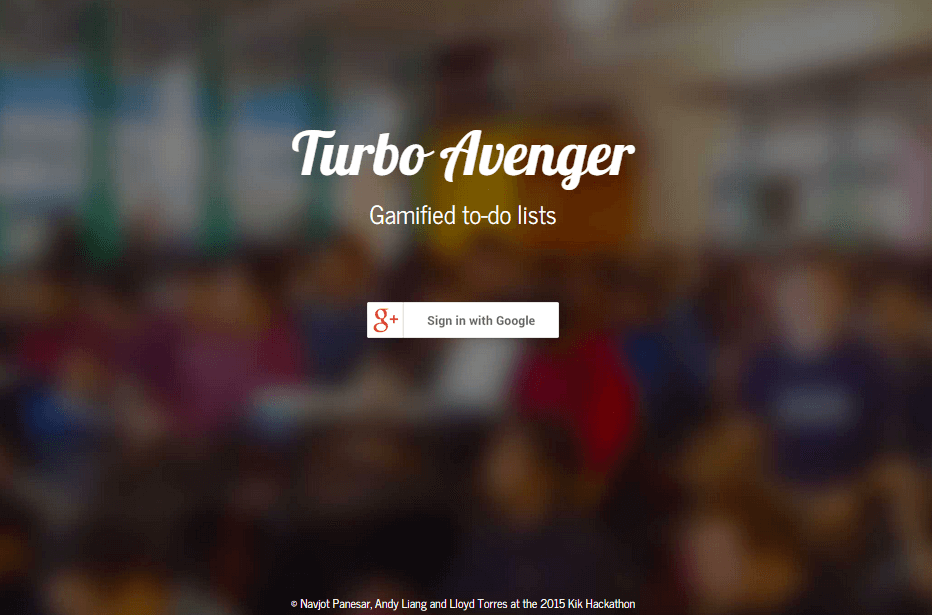 Turbo Avenger
Gamified to-do lists
g+ Sign in with Google
© Navjot Panesar, Andy Liang and Lloyd Torres at the 2015 Kik Hackathon